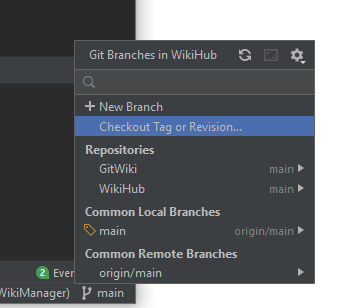 Git Branches in WikiHub
+ New Branch
Checkout Tag or Revision...
Repositories
GitWiki main
WikiHub main
Common Local Branches
main origin/main
Common Remote Branches
origin/main
2 Even
WikiManager) main